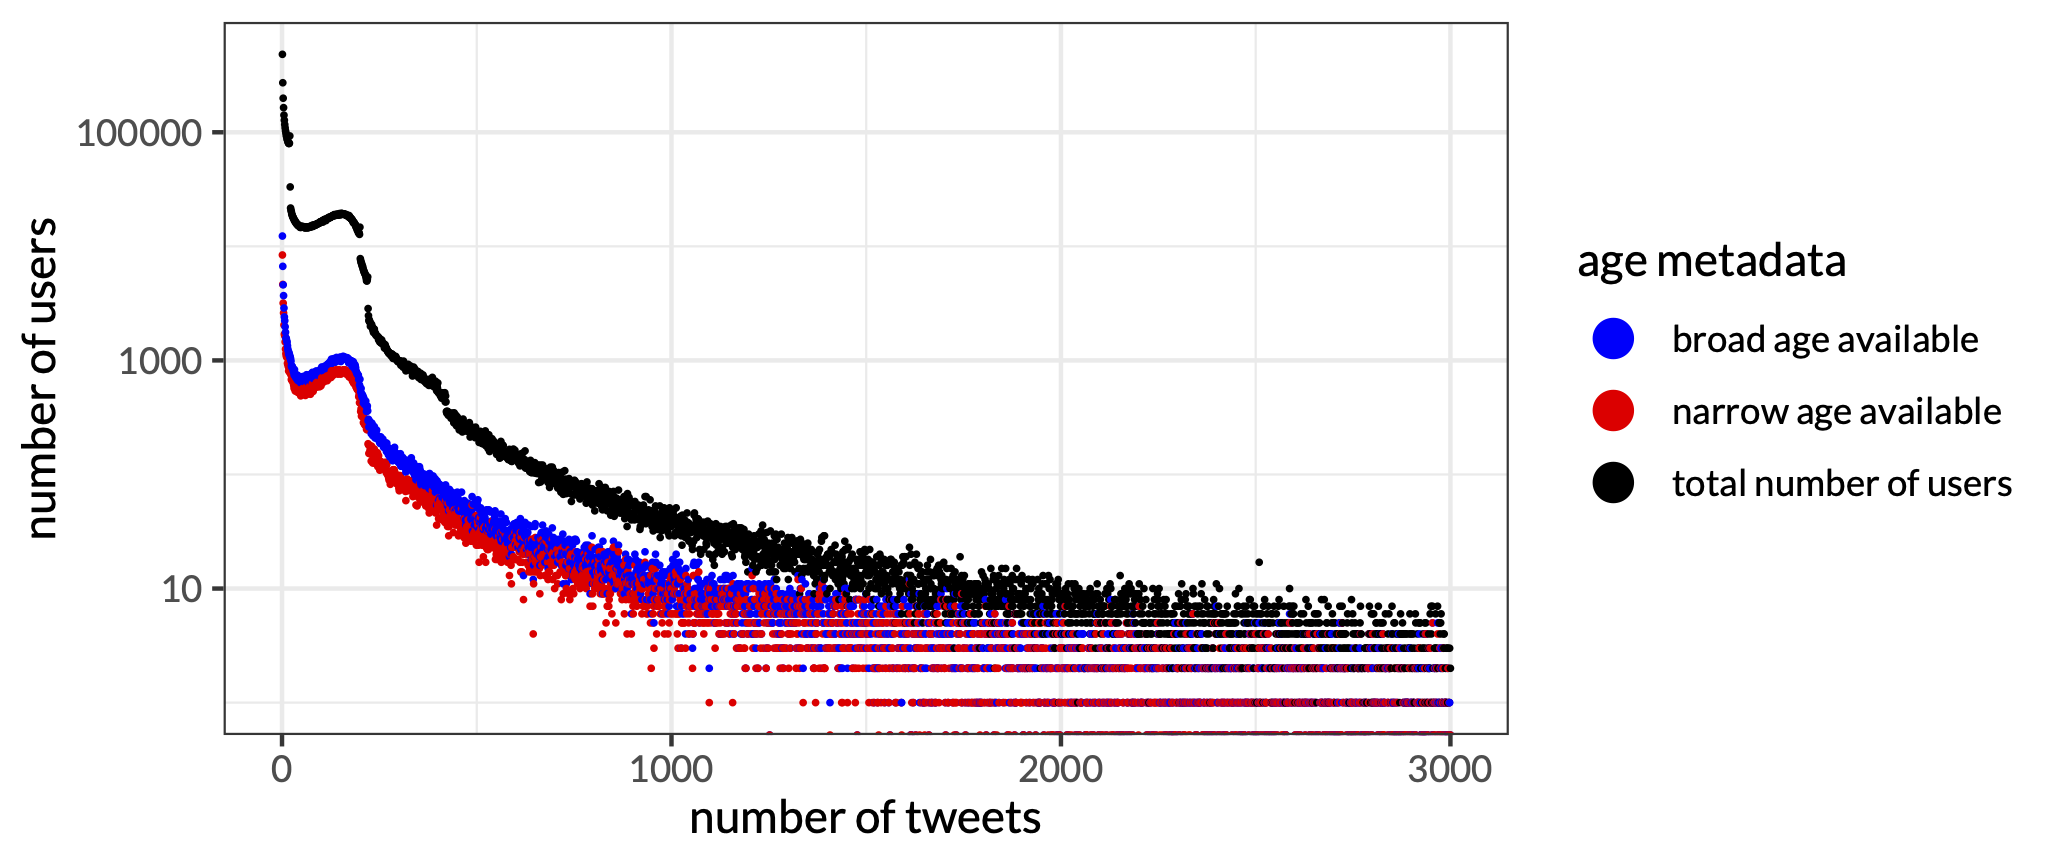 number of users
100000
1000
10
0 1000 2000 3000
number of tweets
age metadata
broad age available
narrow age available
total number of users